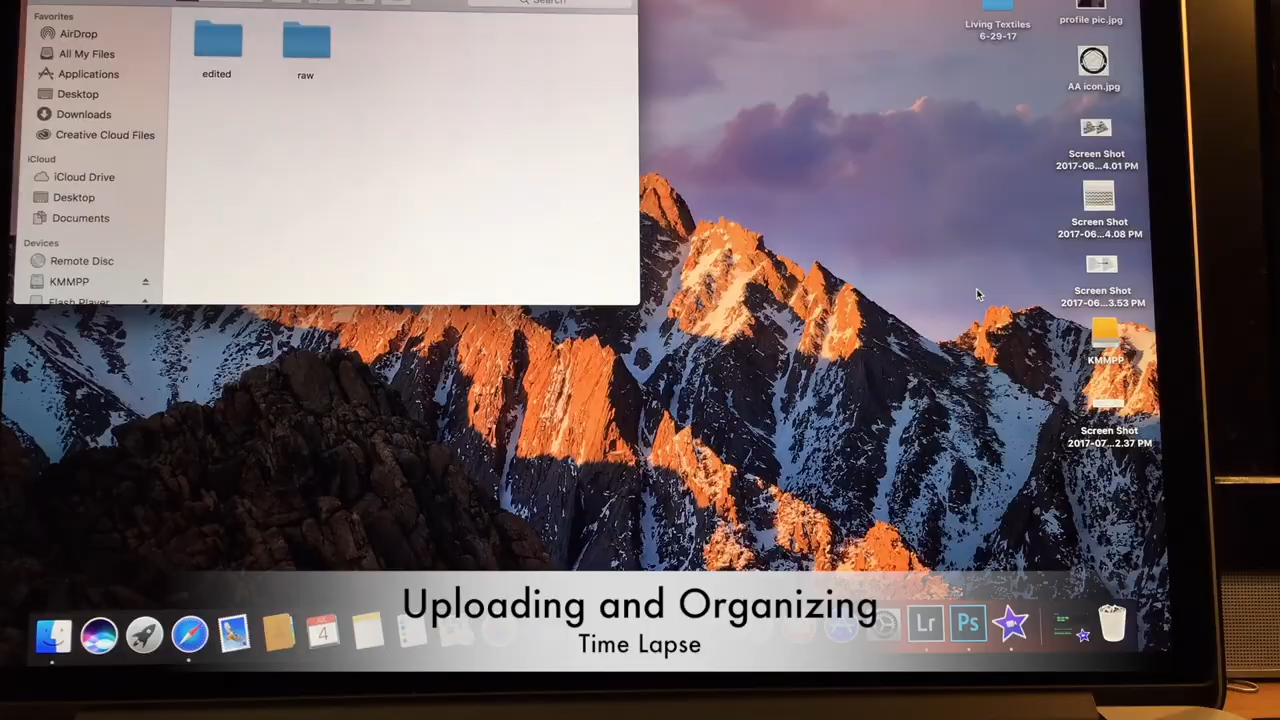 Search
Favorites
AirDrop
All My Files
Applications
Desktop
Downloads
Creative Cloud Files
iCloud
iCloud Drive
Desktop
Documents
Devices
Remote Disc
KMMPP
Flash Player
edited
raw
Living Textiles
6-29-17
profile pic.jpg
AA icon.jpg
Screen Shot
2017-06...4.01 PM
Screen Shot
2017-06...4.08 PM
Screen Shot
2017-06...3.53 PM
KMMPP
Screen Shot
2017-07...2.37 PM
JUL
4
Lr
Ps
Uploading and Organizing
Time Lapse